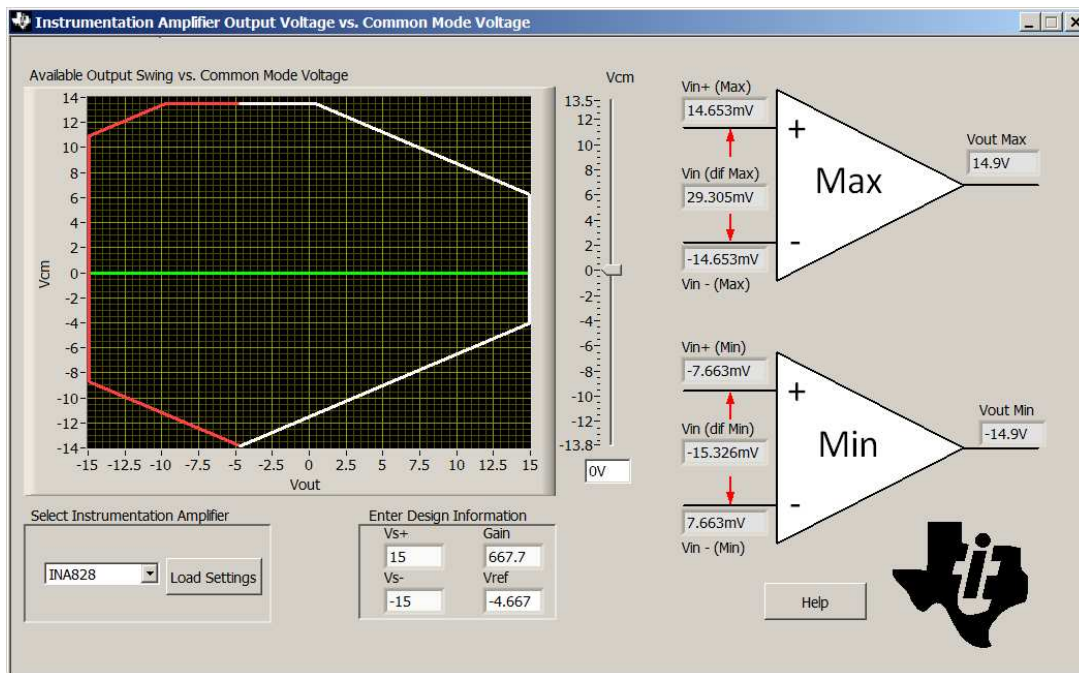 Instrumentation Amplifier Output Voltage vs. Common Mode Voltage
Available Output Swing vs. Common Mode Voltage
Vcm
14
12
10
8
6
4
2
0
-2
-4
-6
-8
-10
-12
-14
-15 -12.5 -10 -7.5 -5 -2.5 0 2.5 5 7.5 10 12.5 15
Vout
Vcm
13.5
12
10
8
6
4
2
0
-2
-4
-6
-8
-10
-12
-13.8
0V
Vin+ (Max)
14.653mV
Vin (dif Max)
29.305mV
-14.653mV
Vin - (Max)
+
-
Max
Vout Max
14.9V
Vin+ (Min)
-7.663mV
Vin (dif Min)
-15.326mV
7.663mV
Vin - (Min)
+
-
Min
Vout Min
-14.9V
Select Instrumentation Amplifier
INA828
Load Settings
Enter Design Information
Vs+ Gain
15 667.7
Vs- Vref
-15 -4.667
Help
ti